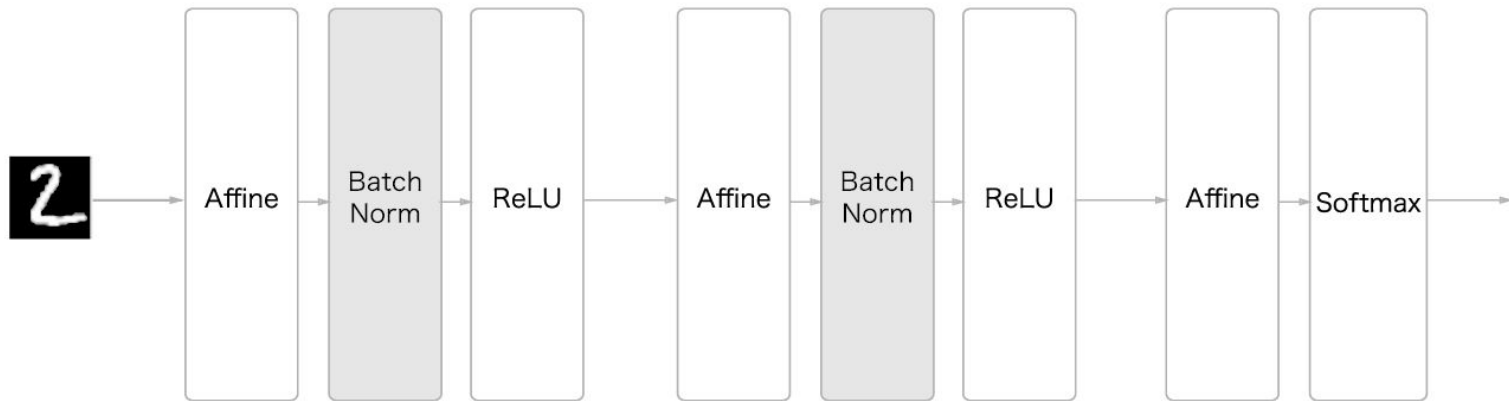 2
Affine
Batch
Norm
ReLU
Affine
Batch
Norm
ReLU
Affine
Softmax